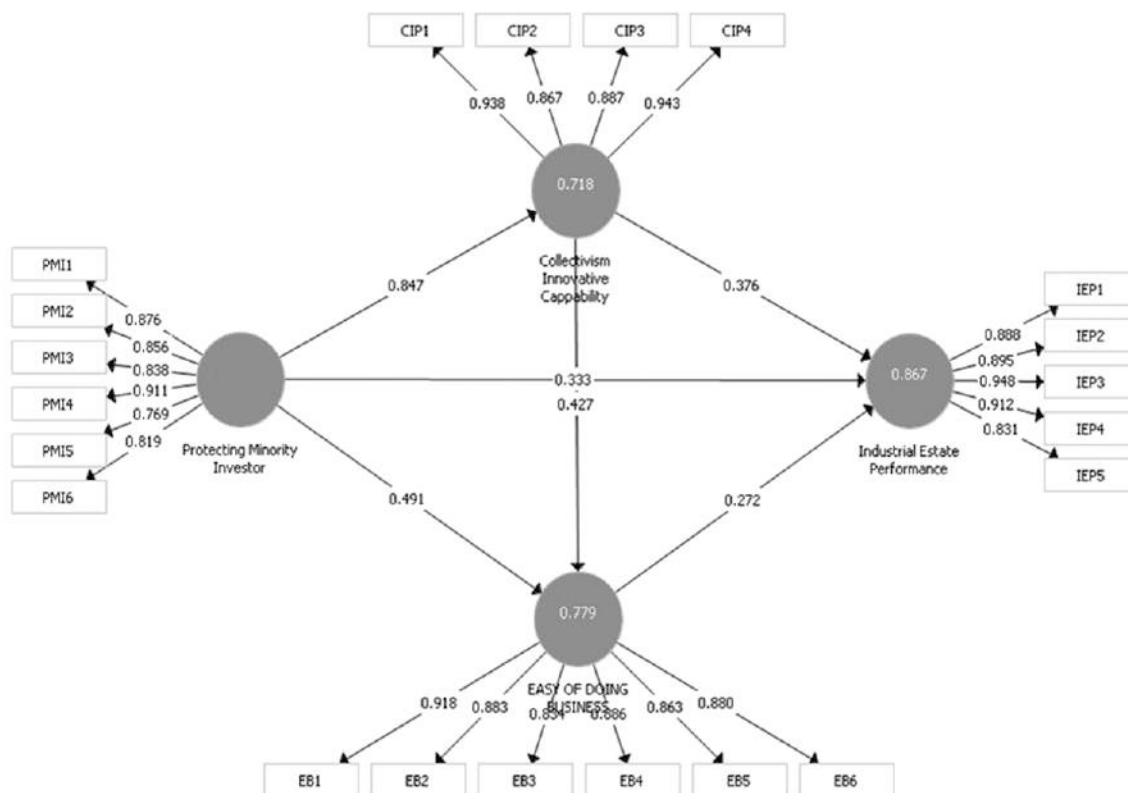 CIP1 CIP2 CIP3 CIP4
0.938 0.867 0.887 0.943
0.718
Collectivism
Innovative
Cappability
PMI1
PMI2
PMI3
PMI4
PMI5
PMI6
0.876
0.856
0.838
0.911
0.769
0.819
Protecting Minority
Investor
0.847
0.376
0.333
0.427
0.491
0.272
0.867
Industrial Estate
Performance
0.888
0.895
0.948
0.912
0.831
IEP1
IEP2
IEP3
IEP4
IEP5
0.779
EASY OF DOING
BUSINESS
0.918 0.883 0.886 0.863 0.880
EB1 EB2 EB3 EB4 EB5 EB6